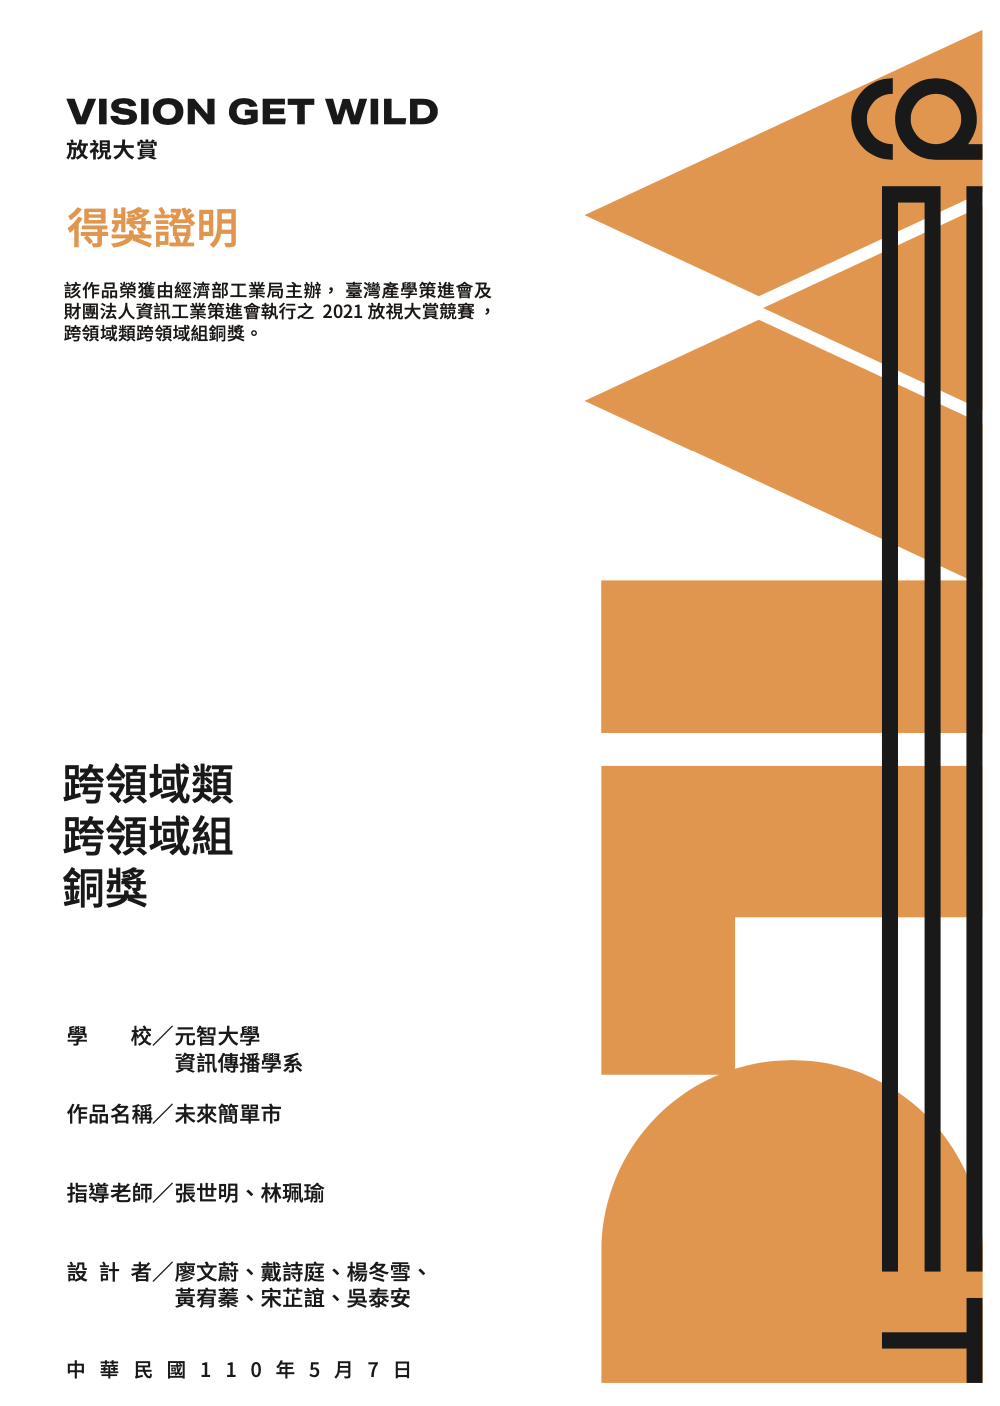 VISION GET WILD
放視大賞
得獎證明
該作品榮獲由經濟部工業局主辦， 臺灣產學策進會及
財團法人資訊工業策進會執行之 2021 放視大賞競賽 ，
跨領域類跨領域組銅獎。
跨領域類
跨領域組
銅獎
學 校／元智大學
資訊傳播學系
作品名稱／未來簡單市
指導老師／張世明、林珮瑜
設 計 者／廖文蔚、戴詩庭、楊冬雪、
黃宥蓁、宋芷誼、吳泰安
中 華 民 國 1 1 0 年 5 月 7 日